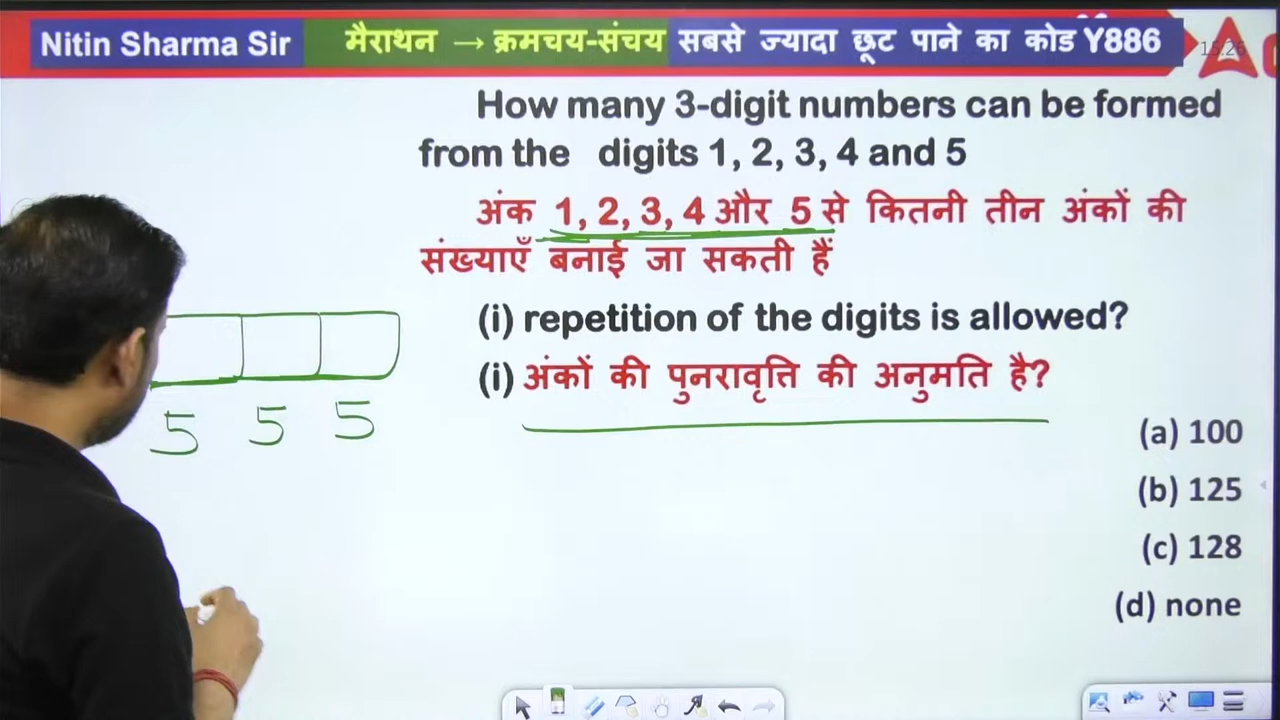 Nitin Sharma Sir मैराथन → क्रमचय-संचय सबसे ज्यादा छूट पाने का कोड Y886
How many 3-digit numbers can be formed
from the digits 1, 2, 3, 4 and 5
अंक 1, 2, 3, 4 और 5 से कितनी तीन अंकों की
संख्याएँ बनाई जा सकती हैं
(i) repetition of the digits is allowed?
(i) अंकों की पुनरावृत्ति की अनुमति है?
5 5 5
(a) 100
(b) 125
(c) 128
(d) none